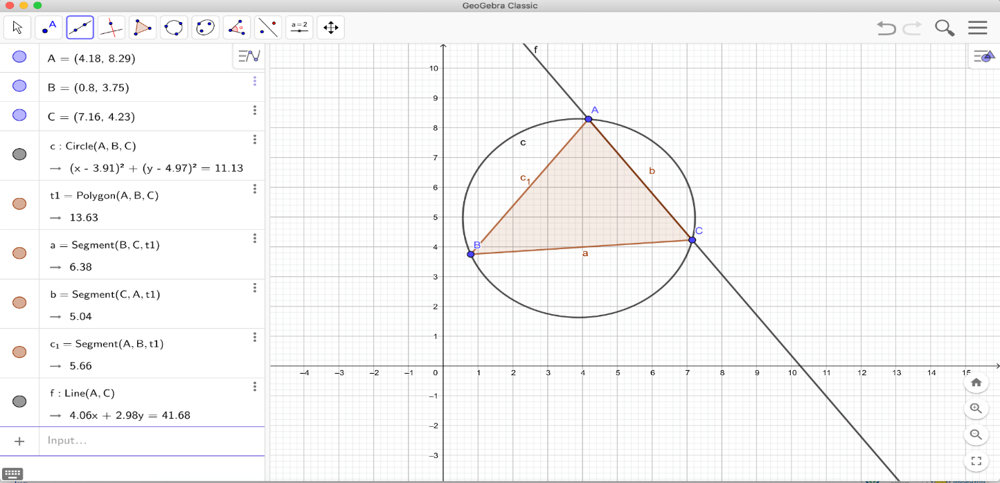 GeoGebra Classic
A
a=2
A = (4.18, 8.29)
B = (0.8, 3.75)
C = (7.16, 4.23)
c : Circle(A, B, C)
→ (x - 3.91)² + (y - 4.97)² = 11.13
t1 = Polygon(A, B, C)
→ 13.63
a = Segment(B, C, t1)
→ 6.38
b = Segment(C, A, t1)
→ 5.04
c₁ = Segment(A, B, t1)
→ 5.66
f : Line(A, C)
→ 4.06x + 2.98y = 41.68
+ Input...
f
10
9
A
8
c
7
b
c₁
6
5
C
B
4
a
3
2
1
–4 –3 –2 –1 0 1 2 3 4 5 6 7 8 9 10 11 12 13 14 15
–1
–2
–3